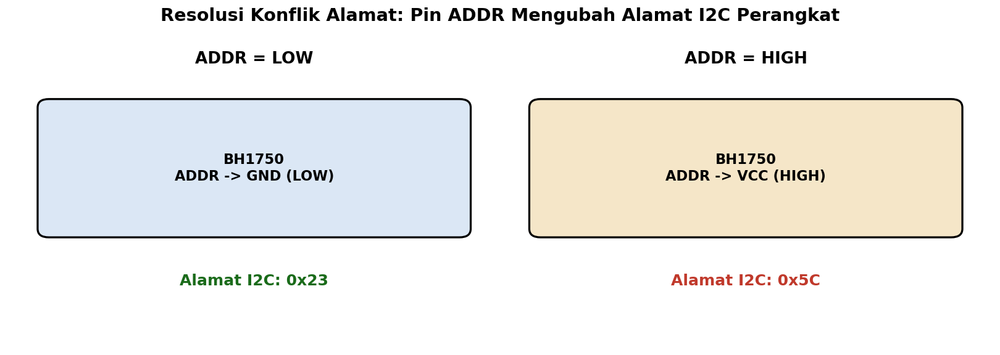 Resolusi Konflik Alamat: Pin ADDR Mengubah Alamat I2C Perangkat
ADDR = LOW
ADDR = HIGH
BH1750
ADDR -> GND (LOW)
BH1750
ADDR -> VCC (HIGH)
Alamat I2C: 0x23
Alamat I2C: 0x5C